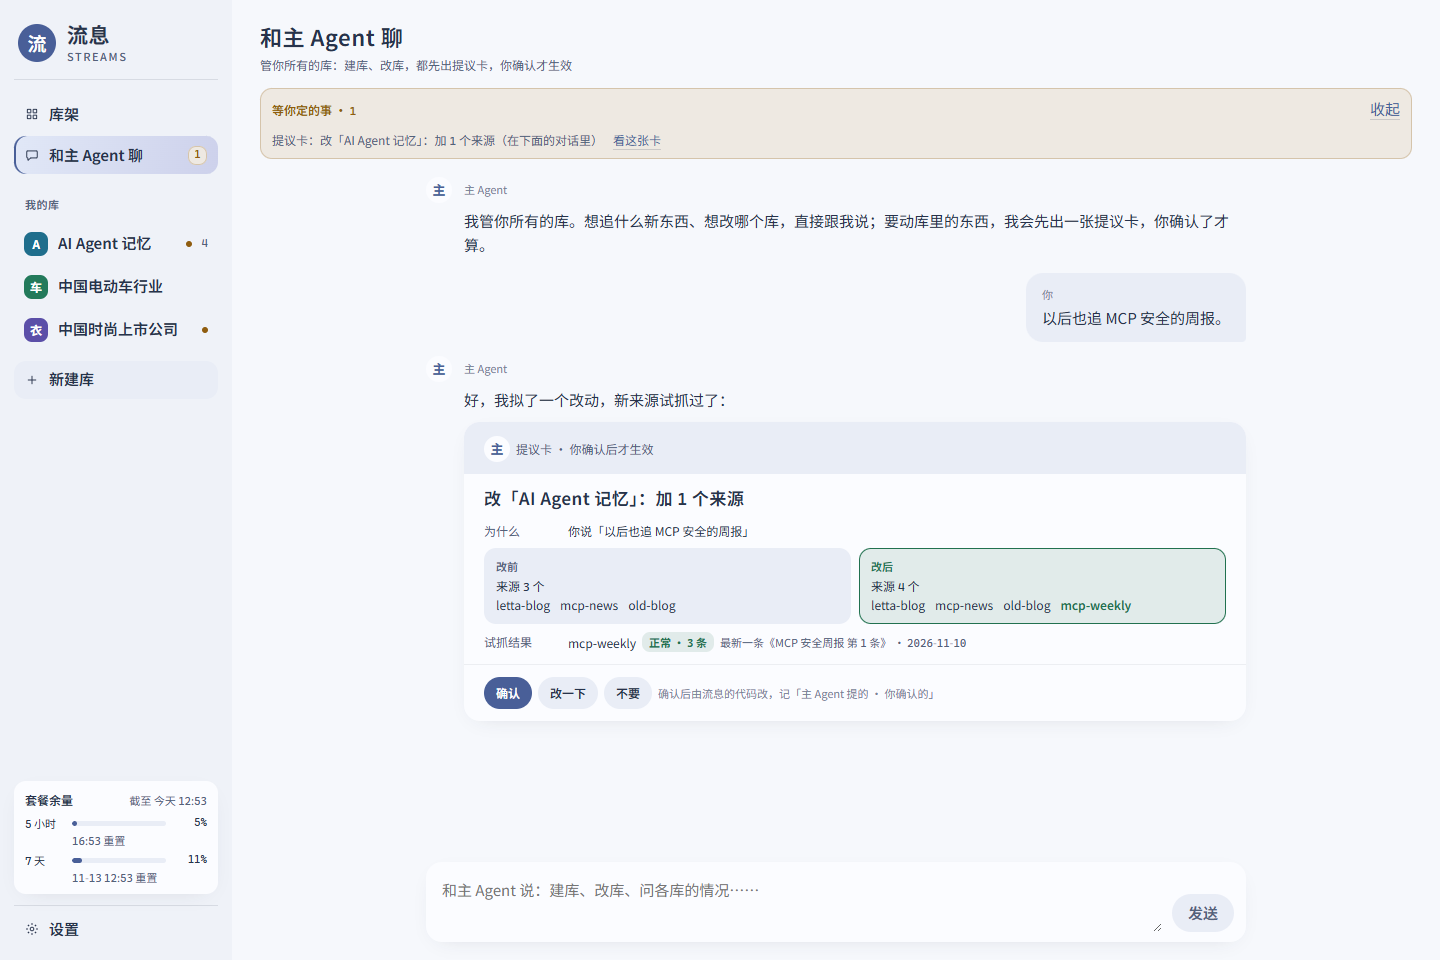 流 流息
STREAMS
库架
和主 Agent 聊 1
我的库
A AI Agent 记忆 4
车 中国电动车行业
衣 中国时尚上市公司
+ 新建库
套餐余量 截至 今天 12:53
5 小时 5%
16:53 重置
7 天 11%
11-13 12:53 重置
设置
和主 Agent 聊
管你所有的库：建库、改库，都先出提议卡，你确认才生效
等你定的事 · 1 收起
提议卡：改「AI Agent 记忆」：加 1 个来源（在下面的对话里） 看这张卡
主 主 Agent
我管你所有的库。想追什么新东西、想改哪个库，直接跟我说；要动库里的东西，我会先出一张提议卡，你确认了才
算。
你
以后也追 MCP 安全的周报。
主 主 Agent
好，我拟了一个改动，新来源试抓过了：
主 提议卡 · 你确认后才生效
改「AI Agent 记忆」：加 1 个来源
为什么 你说「以后也追 MCP 安全的周报」
改前
来源 3 个
letta-blog mcp-news old-blog
改后
来源 4 个
letta-blog mcp-news old-blog mcp-weekly
试抓结果 mcp-weekly 正常 · 3 条 最新一条《MCP 安全周报 第 1 条》 · 2026-11-10
确认 改一下 不要 确认后由流息的代码改，记「主 Agent 提的 · 你确认的」
和主 Agent 说：建库、改库、问各库的情况……
发送